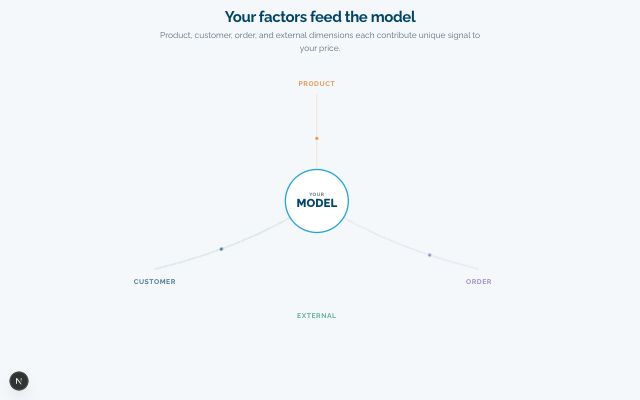 Your factors feed the model
Product, customer, order, and external dimensions each contribute unique signal to
your price.
PRODUCT
YOUR
MODEL
CUSTOMER
ORDER
EXTERNAL
N